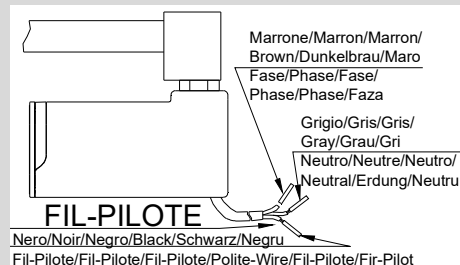 Marrone/Marron/Marron/
Brown/Dunkelbrau/Maro
Fase/Phase/Fase/
Phase/Phase/Faza
Grigio/Gris/Gris/
Gray/Grau/Gri
Neutro/Neutre/Neutro/
Neutral/Erdung/Neutru
FIL-PILOTE
Nero/Noir/Negro/Black/Schwarz/Negru
Fil-Pilote/Fil-Pilote/Fil-Pilote/Polite-Wire/Fil-Pilote/Fir-Pilot